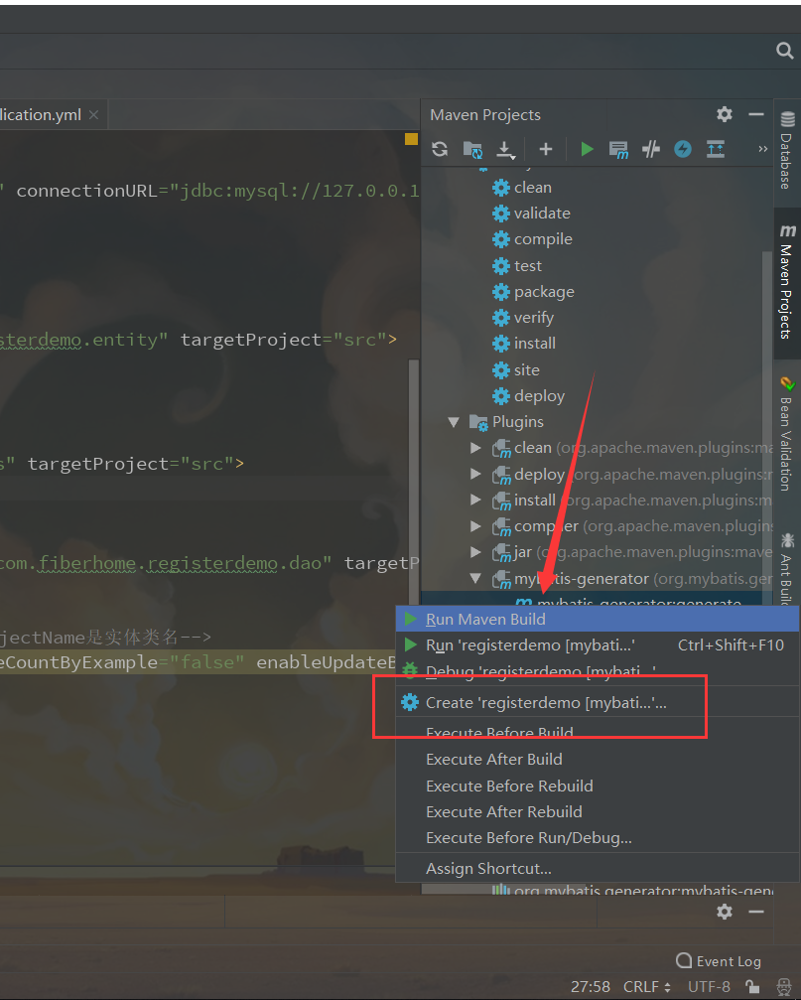 lication.yml
" connectionURL="jdbc:mysql://127.0.0.1
sterdemo.entity" targetProject="src">
s" targetProject="src">
com.fiberhome.registerdemo.dao" targetP
jectName是实体类名-->
eCountByExample="false" enableUpdateB
Maven Projects
clean
validate
compile
test
package
verify
install
site
deploy
Plugins
clean (org.apache.maven.plugins:ma
deploy (org.apache.maven.plugins:r
install (org.apache.maven.plugins:m
compiler (org.apache.maven.plugins
jar (org.apache.maven.plugins:mave
mybatis-generator (org.mybatis.ger
mybatis-generator:generate
Run Maven Build
Run 'registerdemo [mybati...' Ctrl+Shift+F10
Debug 'registerdemo [mybati...'
Create 'registerdemo [mybati...'...
Execute Before Build
Execute After Build
Execute Before Rebuild
Execute After Rebuild
Execute Before Run/Debug...
Assign Shortcut...
org.mybatis.generator:mybatis-gen
Database
Maven Projects
Bean Validation
Ant Build
Event Log
27:58 CRLF UTF-8